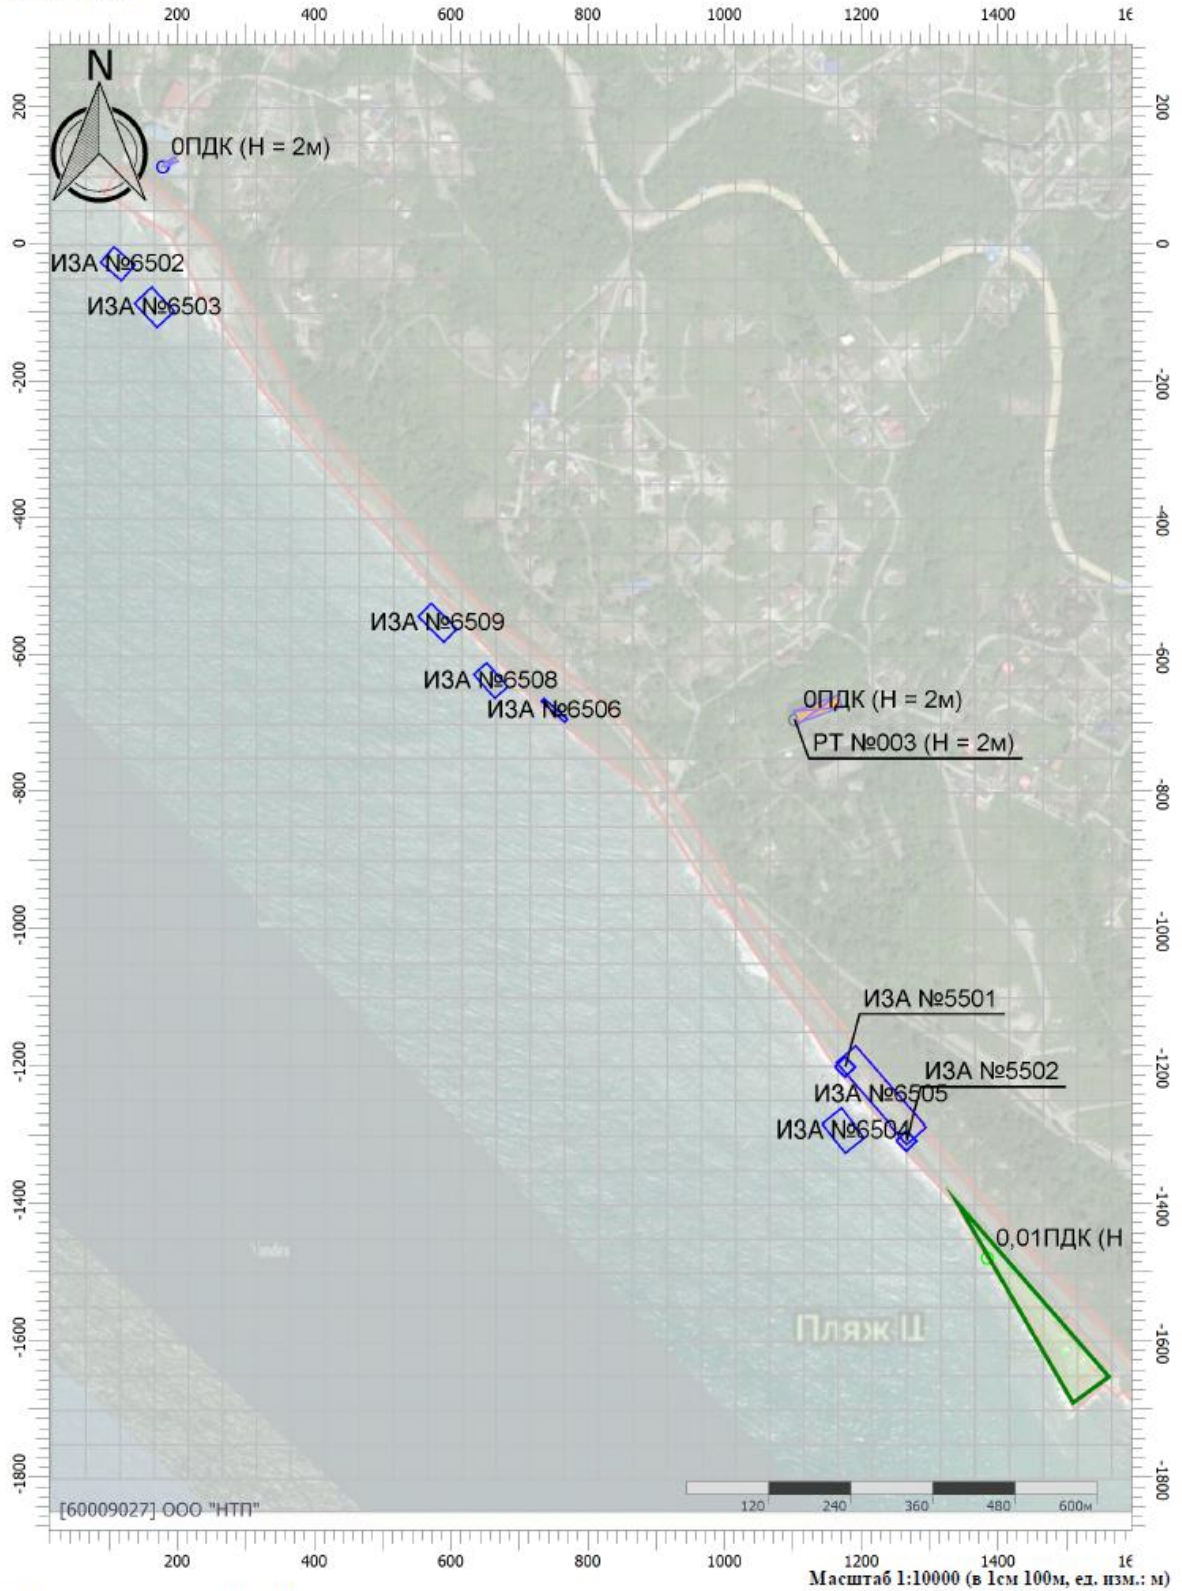 200 400 600 800 1000 1200 1400 1€
N
200 200
0ПДК (Н = 2м)
0 0
ИЗА №6502
ИЗА №6503
-200 -200
-400 -400
ИЗА №6509
-600 -600
ИЗА №6508
0ПДК (Н = 2м)
ИЗА №6506
РТ №003 (Н = 2м)
-800 -800
-1000 -1000
ИЗА №5501
-1200 -1200
ИЗА №5502
ИЗА №6505
ИЗА №6504
-1400 -1400
0,01ПДК (Н
Yandex
Пляж Ц
-1600 -1600
-1800 -1800
[60009027] ООО "НТП"
120 240 360 480 600м
200 400 600 800 1000 1200 1400 1€
Масштаб 1:10000 (в 1см 100м, ед. изм.: м)